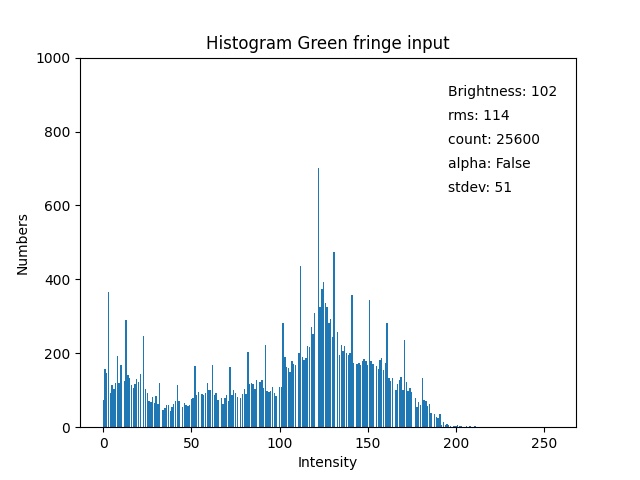 Histogram Green fringe input
1000
800
600
400
200
0
Numbers
Brightness: 102
rms: 114
count: 25600
alpha: False
stdev: 51
0 50 100 150 200 250
Intensity